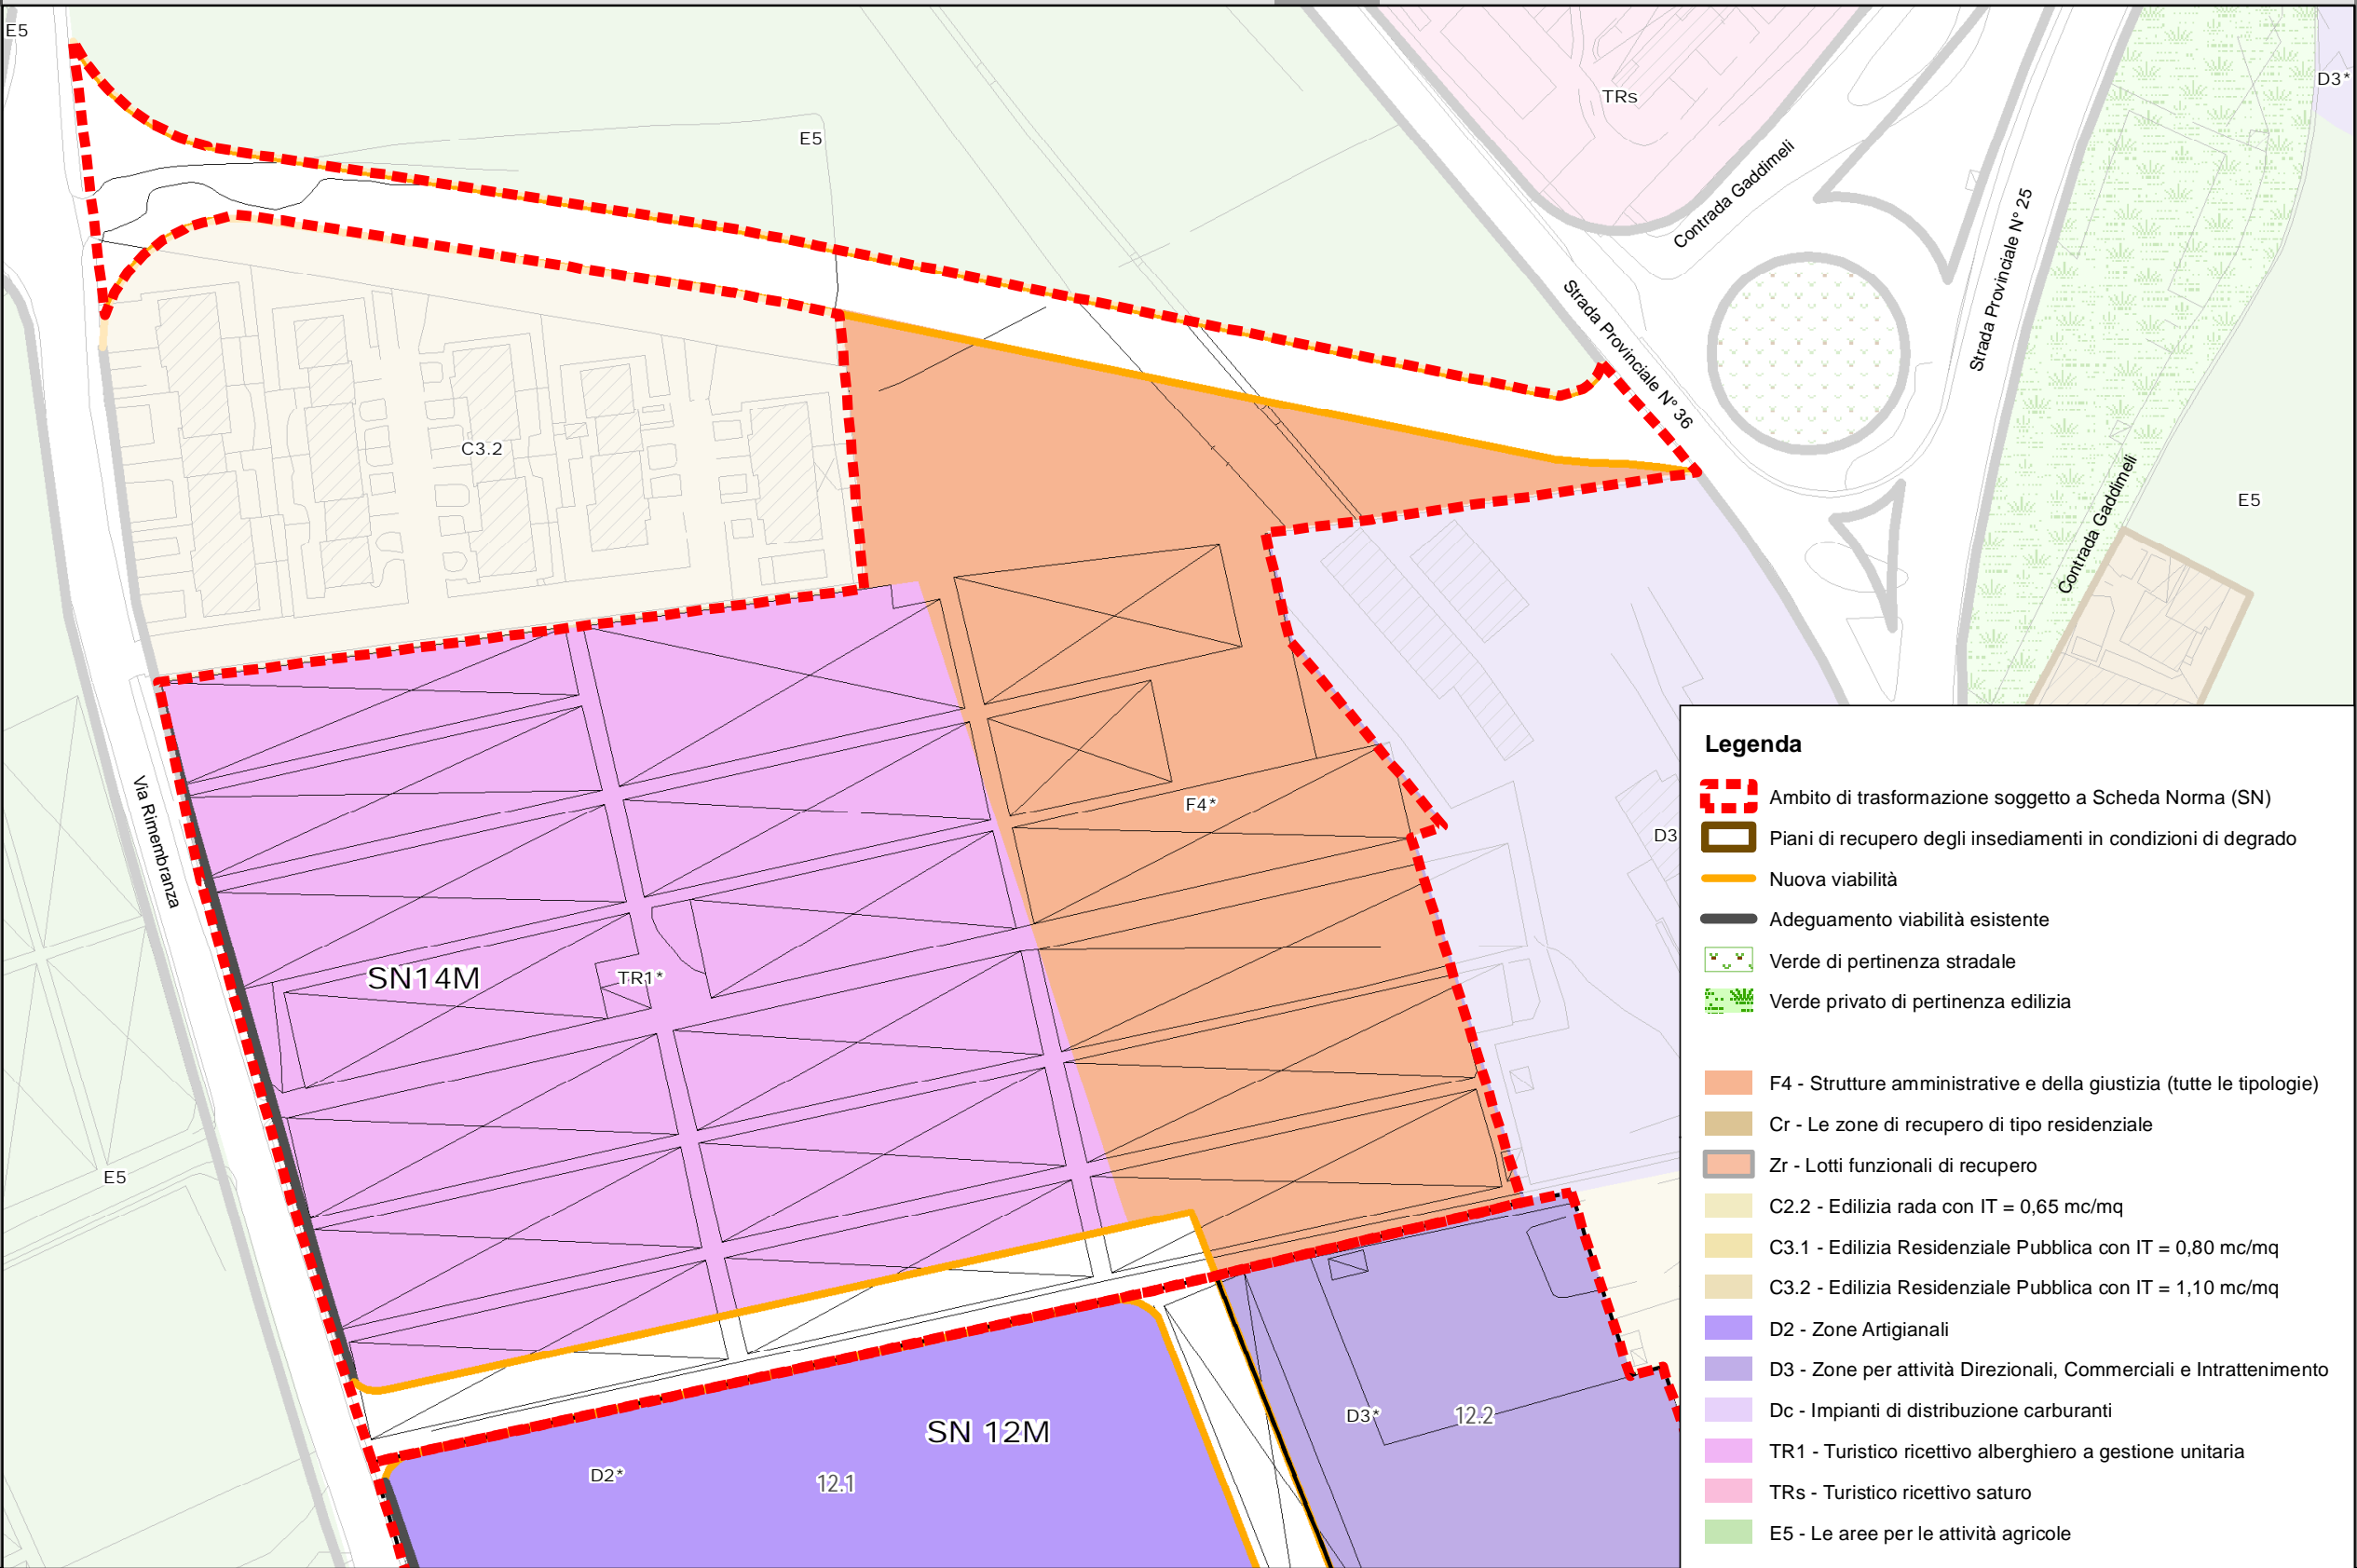 E5
TRs
D3*
E5
Contrada Gaddimeli
Strada Provinciale N° 25
Strada Provinciale N° 36
C3.2
Contrada Gaddimeli
E5
Via Rimembranza
F4*
D3
SN14M
TR1*
E5
D3*
12.2
SN 12M
D2*
12.1
Legenda
Ambito di trasformazione soggetto a Scheda Norma (SN)
Piani di recupero degli insediamenti in condizioni di degrado
Nuova viabilità
Adeguamento viabilità esistente
Verde di pertinenza stradale
Verde privato di pertinenza edilizia
F4 - Strutture amministrative e della giustizia (tutte le tipologie)
Cr - Le zone di recupero di tipo residenziale
Zr - Lotti funzionali di recupero
C2.2 - Edilizia rada con IT = 0,65 mc/mq
C3.1 - Edilizia Residenziale Pubblica con IT = 0,80 mc/mq
C3.2 - Edilizia Residenziale Pubblica con IT = 1,10 mc/mq
D2 - Zone Artigianali
D3 - Zone per attività Direzionali, Commerciali e Intrattenimento
Dc - Impianti di distribuzione carburanti
TR1 - Turistico ricettivo alberghiero a gestione unitaria
TRs - Turistico ricettivo saturo
E5 - Le aree per le attività agricole